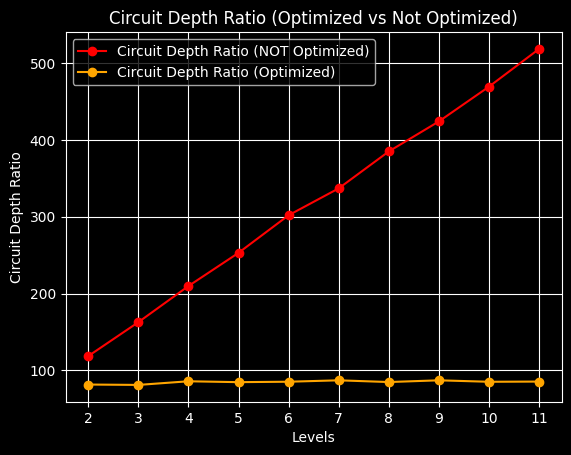 Circuit Depth Ratio (Optimized vs Not Optimized)
Circuit Depth Ratio (NOT Optimized)
Circuit Depth Ratio (Optimized)
Circuit Depth Ratio
500
400
300
200
100
2 3 4 5 6 7 8 9 10 11
Levels